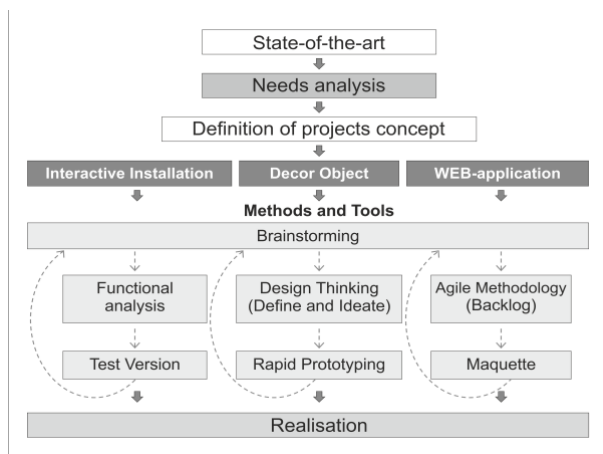 State-of-the-art
Needs analysis
Definition of projects concept
Interactive Installation
Decor Object
WEB-application
Methods and Tools
Brainstorming
Functional
analysis
Design Thinking
(Define and Ideate)
Agile Methodology
(Backlog)
Test Version
Rapid Prototyping
Maquette
Realisation